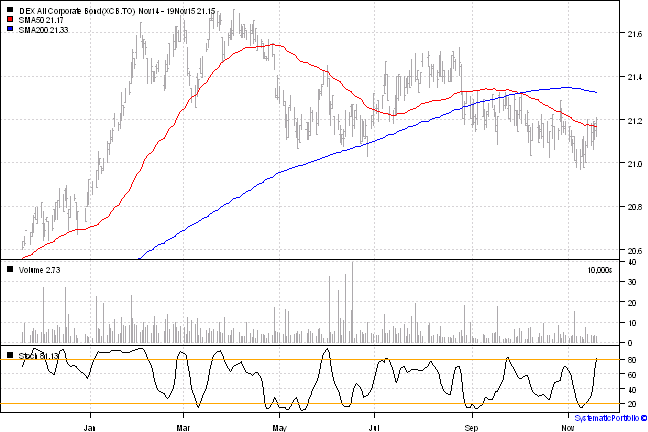 DEX All Corporate Bond(XCB.TO) Nov14 - 19Nov15 21.15
SMA50 21.17
SMA200 21.33
21.6
21.4
21.2
21.0
20.8
20.6
Volume 2.73
10,000s
40
30
20
10
0
Stoch 81.13
80
60
40
20
Jan Mar May Jul Sep Nov
SystematicPortfolio ©